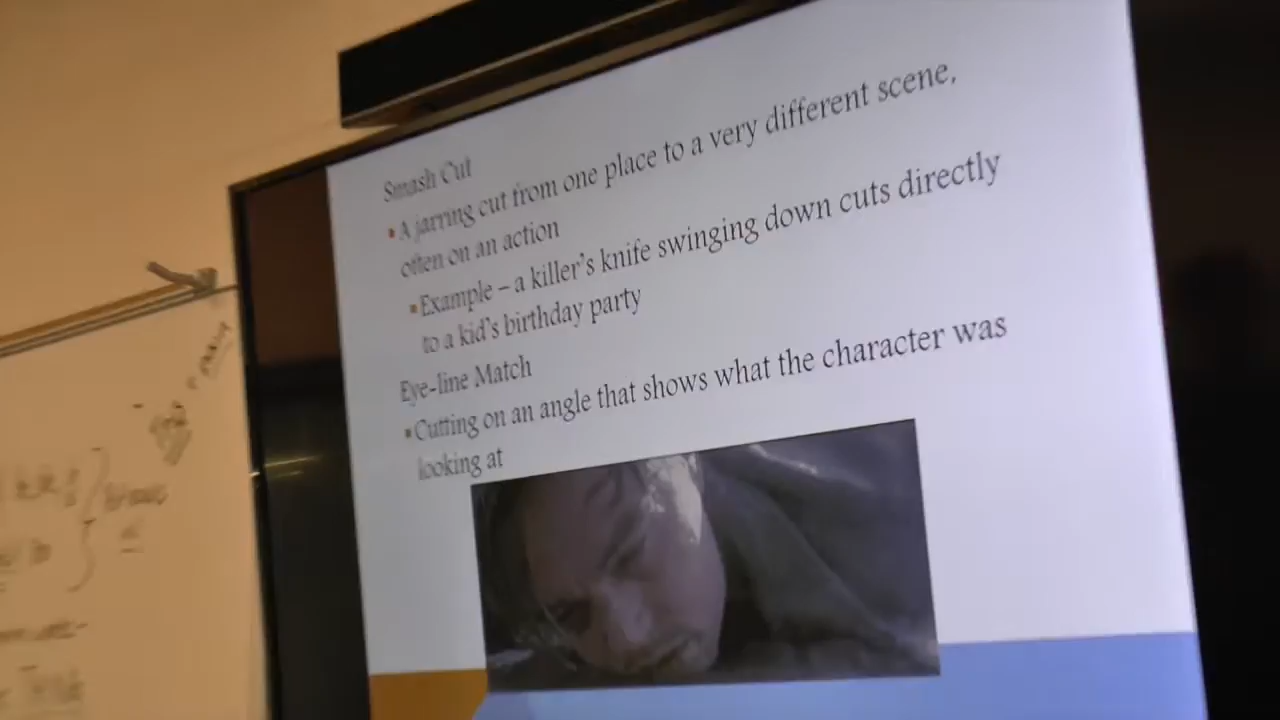 Smash Cut
▪A jarring cut from one place to a very different scene,
often on an action
▪Example – a killer's knife swinging down cuts directly
to a kid's birthday party
Eye-line Match
▪Cutting on an angle that shows what the character was
looking at